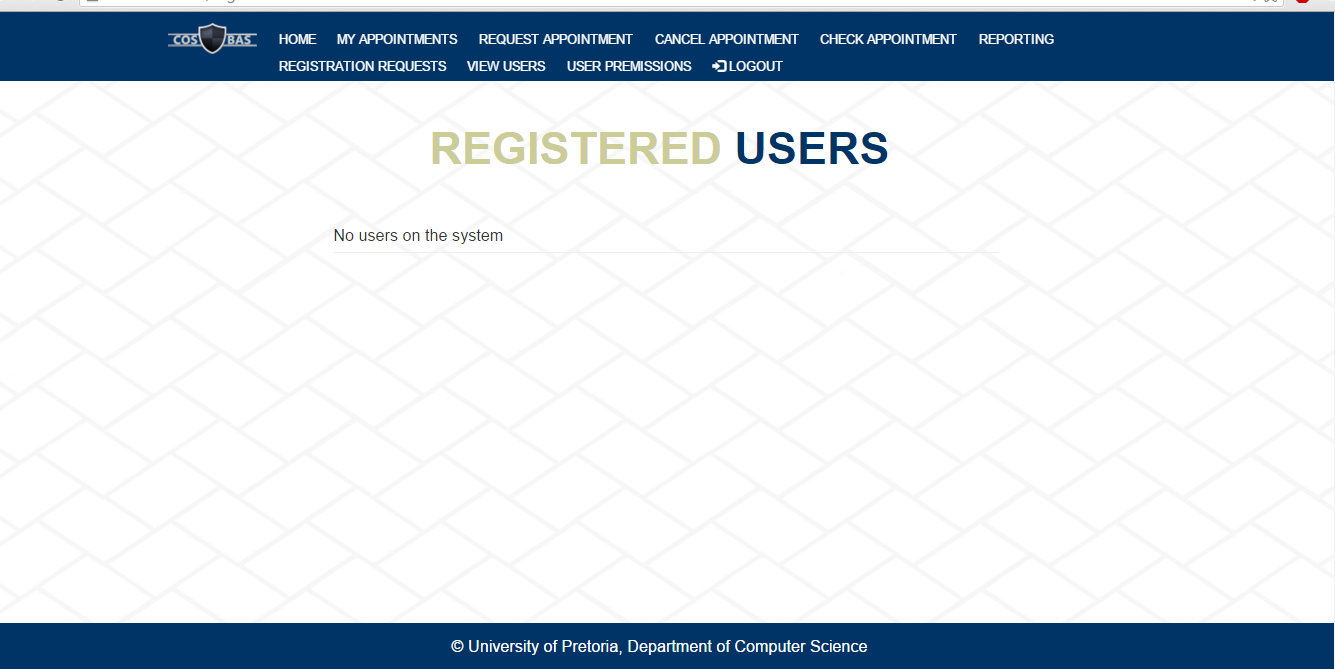 COS BAS HOME MY APPOINTMENTS REQUEST APPOINTMENT CANCEL APPOINTMENT CHECK APPOINTMENT REPORTING
REGISTRATION REQUESTS VIEW USERS USER PREMISSIONS LOGOUT
REGISTERED USERS
No users on the system
© University of Pretoria, Department of Computer Science